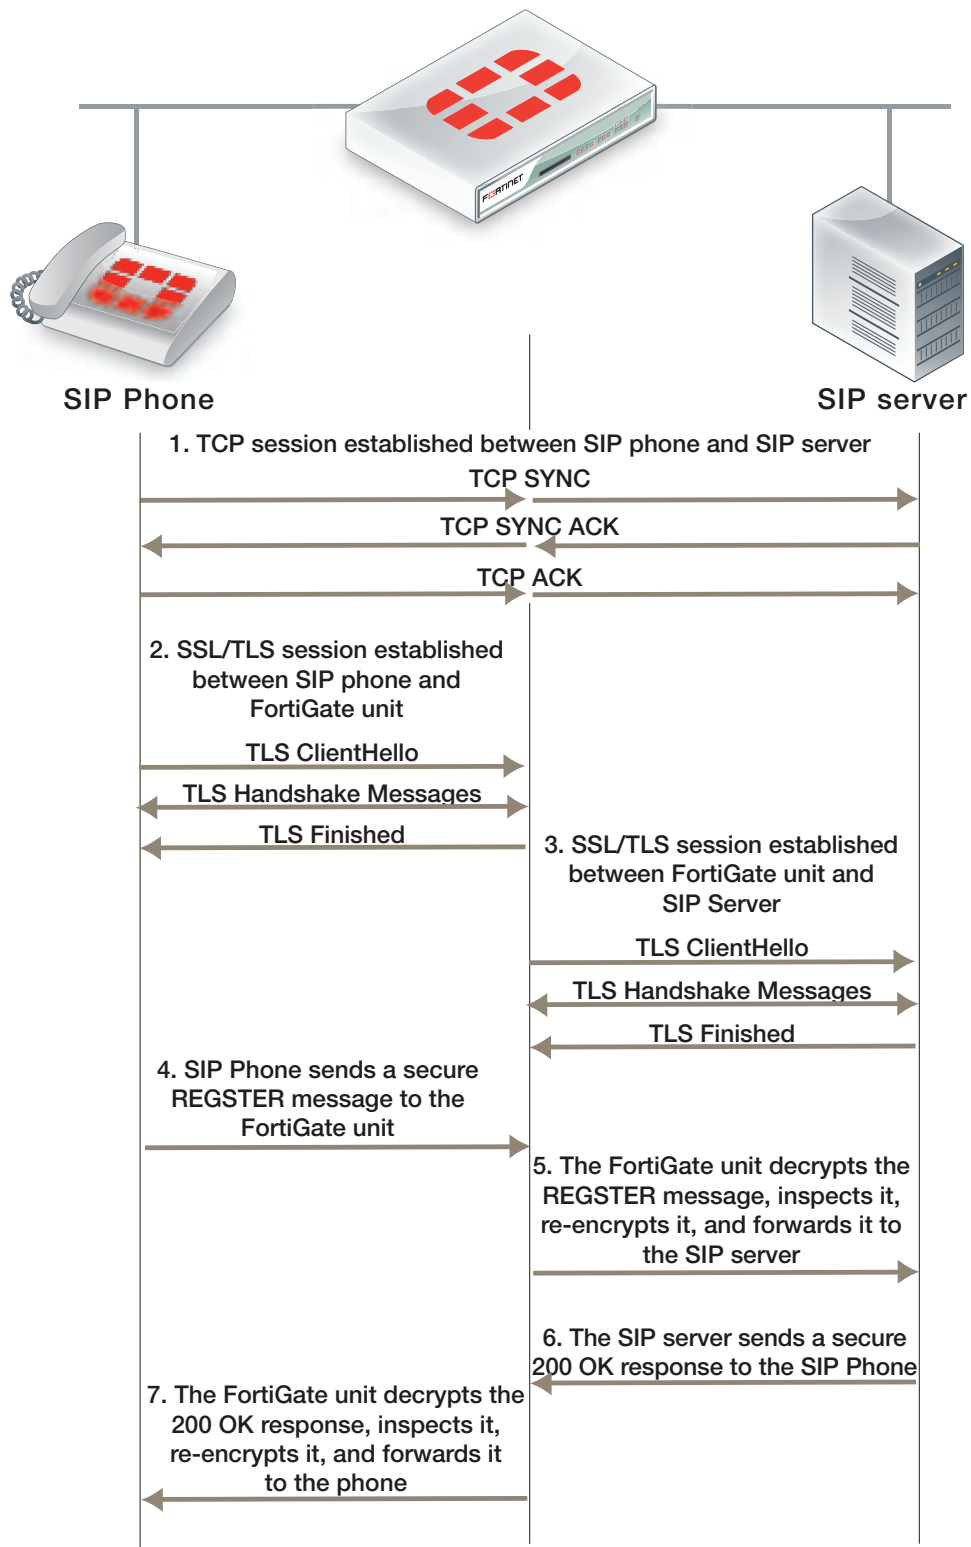 FORTINET
SIP Phone
SIP server
1. TCP session established between SIP phone and SIP server
TCP SYNC
TCP SYNC ACK
TCP ACK
2. SSL/TLS session established
between SIP phone and
FortiGate unit
TLS ClientHello
TLS Handshake Messages
TLS Finished
3. SSL/TLS session established
between FortiGate unit and
SIP Server
TLS ClientHello
TLS Handshake Messages
TLS Finished
4. SIP Phone sends a secure
REGSTER message to the
FortiGate unit
5. The FortiGate unit decrypts the
REGSTER message, inspects it,
re-encrypts it, and forwards it to
the SIP server
6. The SIP server sends a secure
200 OK response to the SIP Phone
7. The FortiGate unit decrypts the
200 OK response, inspects it,
re-encrypts it, and forwards it
to the phone